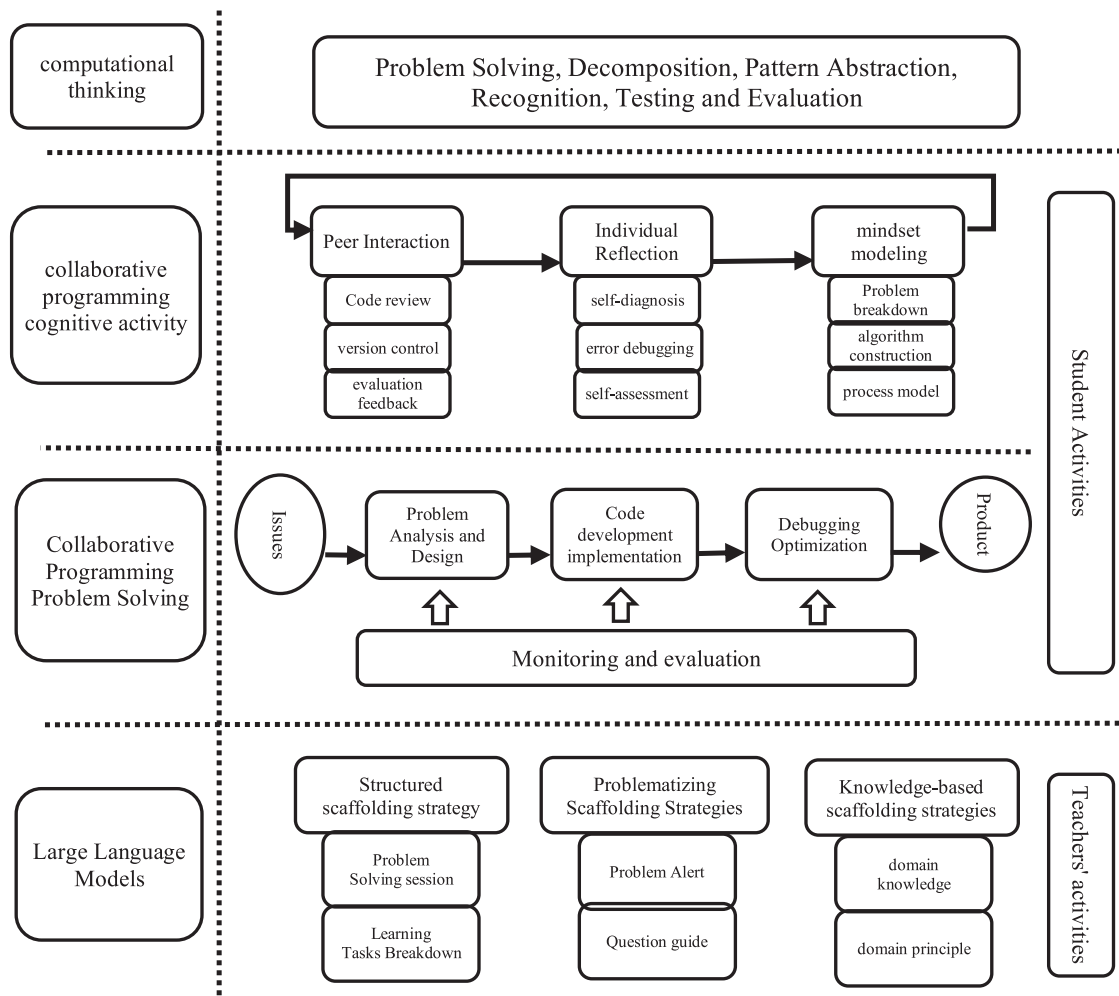 computational
thinking
Problem Solving, Decomposition, Pattern Abstraction,
Recognition, Testing and Evaluation
collaborative
programming
cognitive activity
Peer Interaction
Code review
version control
evaluation
feedback
Individual
Reflection
self-diagnosis
error debugging
self-assessment
mindset
modeling
Problem
breakdown
algorithm
construction
process model
Student Activities
Collaborative
Programming
Problem Solving
Issues
Problem
Analysis and
Design
Code
development
implementation
Debugging
Optimization
Product
Monitoring and evaluation
Large Language
Models
Structured
scaffolding strategy
Problem
Solving session
Learning
Tasks Breakdown
Problematizing
Scaffolding Strategies
Problem Alert
Question guide
Knowledge-based
scaffolding strategies
domain
knowledge
domain principle
Teachers' activities